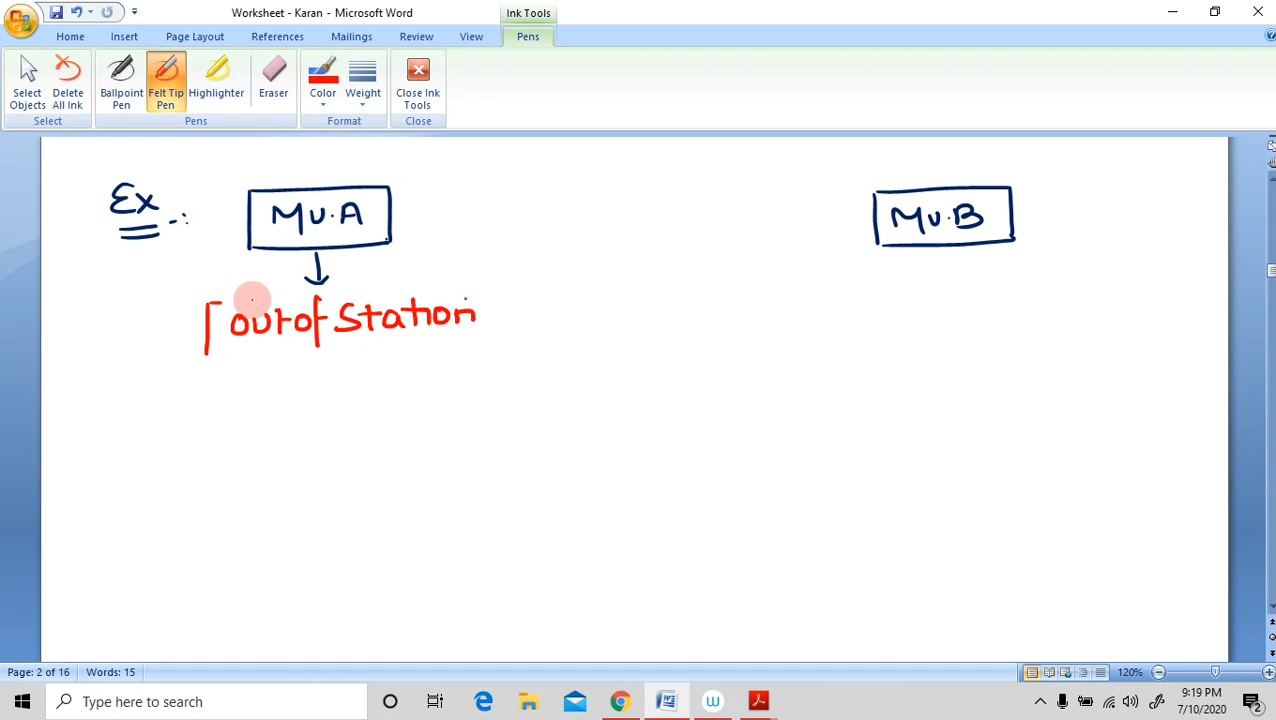 Worksheet - Karan - Microsoft Word
Ink Tools
Home Insert Page Layout References Mailings Review View Pens
Select Objects
Delete All Ink
Ballpoint Pen
Felt Tip Pen
Highlighter
Eraser
Color
Weight
Close Ink Tools
Select Pens Format Close
Ex
Mr.A
Mr.B
out of Station
Page: 2 of 16 Words: 15 120%
Type here to search
9:19 PM
7/10/2020
2